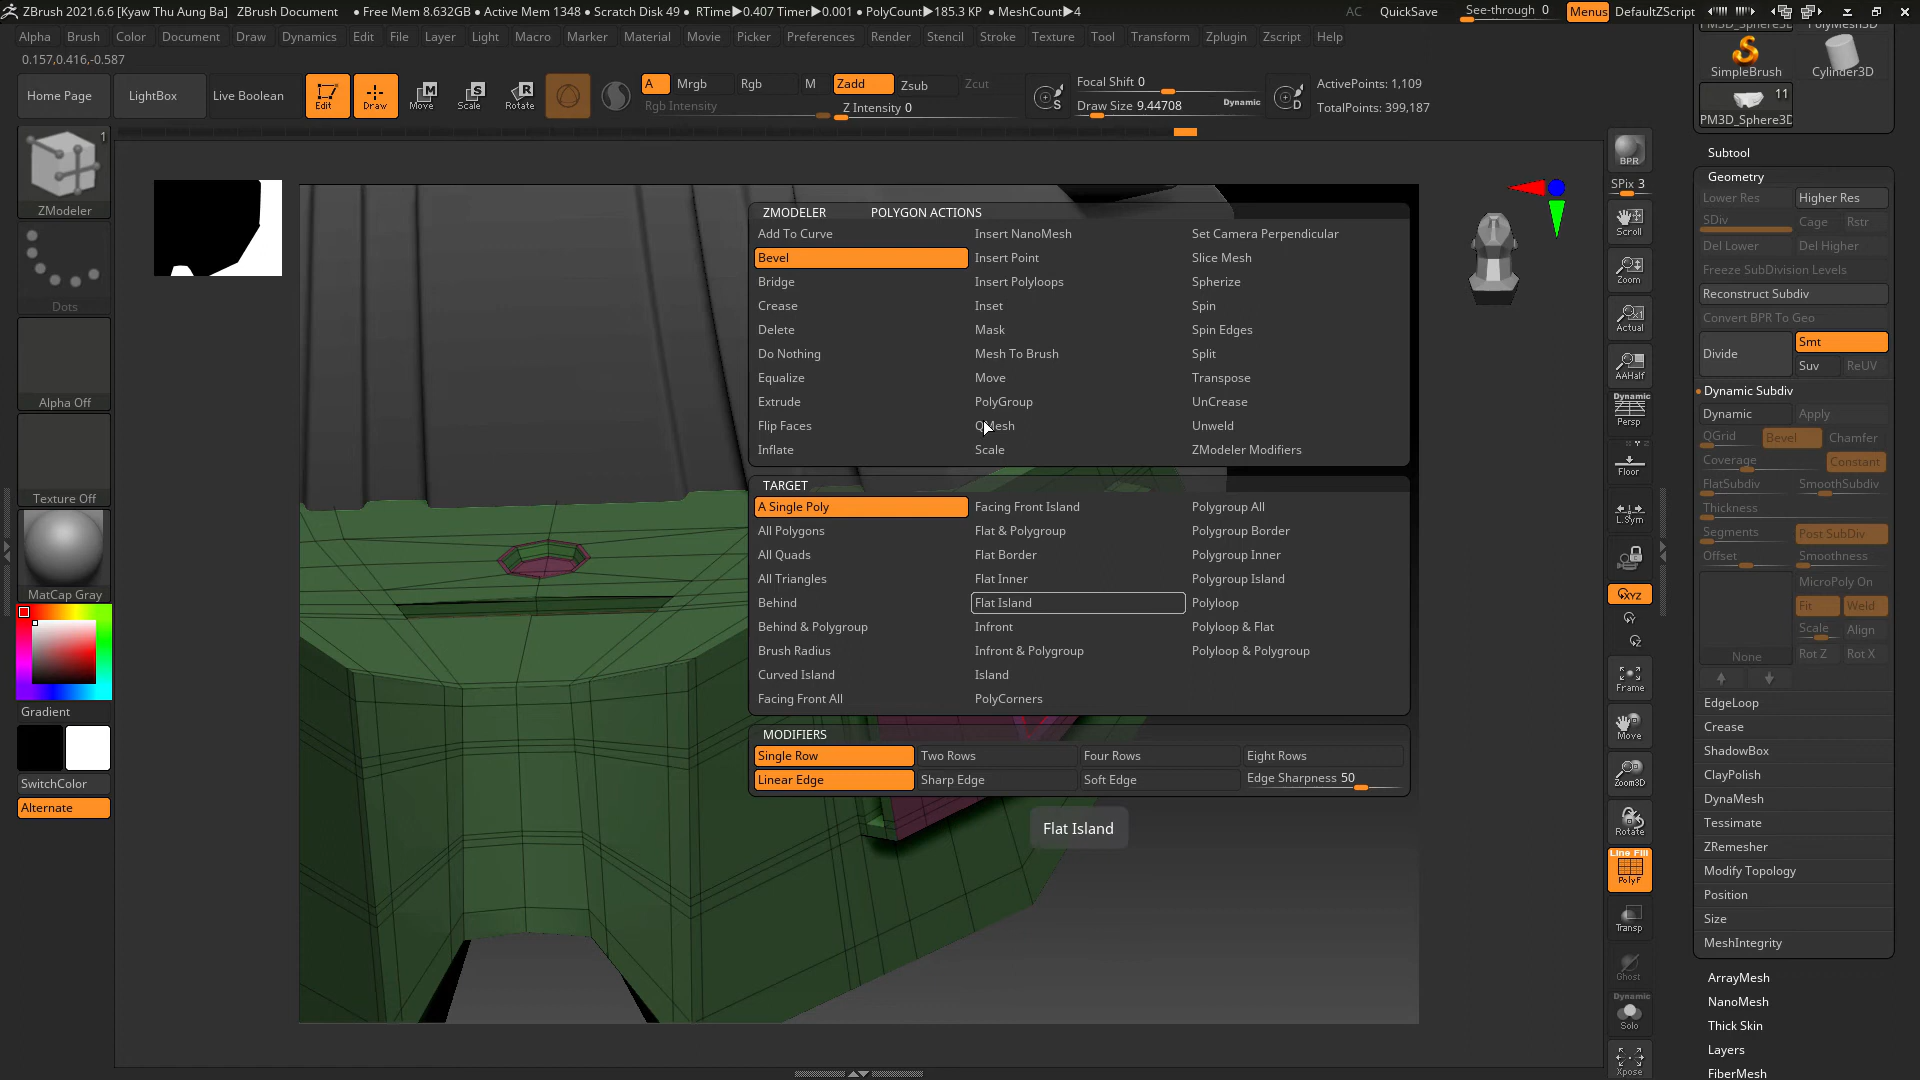 ZBrush 2021.6.6 [Kyaw Thu Aung Ba] ZBrush Document ● Free Mem 8.632GB ● Active Mem 1348 ● Scratch Disk 49 ● RTime▶0.407 Timer▶0.001 ● PolyCount▶185.3 KP ● MeshCount▶4 AC QuickSave See-through 0 Menus DefaultZScript
Alpha Brush Color Document Draw Dynamics Edit File Layer Light Macro Marker Material Movie Picker Preferences Render Stencil Stroke Texture Tool Transform Zplugin Zscript Help
0.157,0.416,-0.587
Home Page LightBox Live Boolean Edit Draw Move Scale Rotate
A Mrgb Rgb M Zadd Zsub Zcut
Rgb Intensity Z Intensity 0
S Focal Shift 0
Draw Size 9.44708 Dynamic D
ActivePoints: 1,109
TotalPoints: 399,187
1
ZModeler
Dots
Alpha Off
Texture Off
MatCap Gray
Gradient
SwitchColor
Alternate
ZMODELER POLYGON ACTIONS
Add To Curve Insert NanoMesh Set Camera Perpendicular
Bevel Insert Point Slice Mesh
Bridge Insert Polyloops Spherize
Crease Inset Spin
Delete Mask Spin Edges
Do Nothing Mesh To Brush Split
Equalize Move Transpose
Extrude PolyGroup UnCrease
Flip Faces QMesh Unweld
Inflate Scale ZModeler Modifiers
TARGET
A Single Poly Facing Front Island Polygroup All
All Polygons Flat & Polygroup Polygroup Border
All Quads Flat Border Polygroup Inner
All Triangles Flat Inner Polygroup Island
Behind Flat Island Polyloop
Behind & Polygroup Infront Polyloop & Flat
Brush Radius Infront & Polygroup Polyloop & Polygroup
Curved Island Island
Facing Front All PolyCorners
MODIFIERS
Single Row Two Rows Four Rows Eight Rows
Linear Edge Sharp Edge Soft Edge Edge Sharpness 50
Flat Island
BPR
SPix 3
Scroll
Zoom
Actual
AAHalf
Dynamic
Persp
Floor
L.Sym
XYZ
Y
Z
Frame
Move
Zoom3D
Rotate
Line Fill
PolyF
Transp
Ghost
Dynamic
Solo
Xpose
PM3D_Sphere3D PolyMesh3D
SimpleBrush Cylinder3D
11
PM3D_Sphere3D
Subtool
Geometry
Lower Res Higher Res
SDiv Cage Rstr
Del Lower Del Higher
Freeze SubDivision Levels
Reconstruct Subdiv
Convert BPR To Geo
Divide Smt
Suv ReUV
Dynamic Subdiv
Dynamic Apply
QGrid Bevel Chamfer
Coverage Constant
FlatSubdiv SmoothSubdiv
Thickness
Segments Post SubDiv
Offset Smoothness
MicroPoly On
Fit Weld
Scale Align
None Rot Z Rot X
EdgeLoop
Crease
ShadowBox
ClayPolish
DynaMesh
Tessimate
ZRemesher
Modify Topology
Position
Size
MeshIntegrity
ArrayMesh
NanoMesh
Thick Skin
Layers
FiberMesh